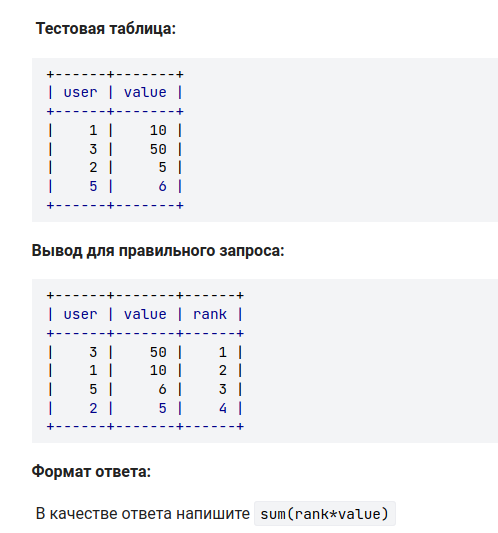 Тестовая таблица:
+------+-------+
| user | value |
+------+-------+
|    1 |    10 |
|    3 |    50 |
|    2 |     5 |
|    5 |     6 |
+------+-------+
Вывод для правильного запроса:
+------+-------+------+
| user | value | rank |
+------+-------+------+
|    3 |    50 |    1 |
|    1 |    10 |    2 |
|    5 |     6 |    3 |
|    2 |     5 |    4 |
+------+-------+------+
Формат ответа:
В качестве ответа напишите sum(rank*value)